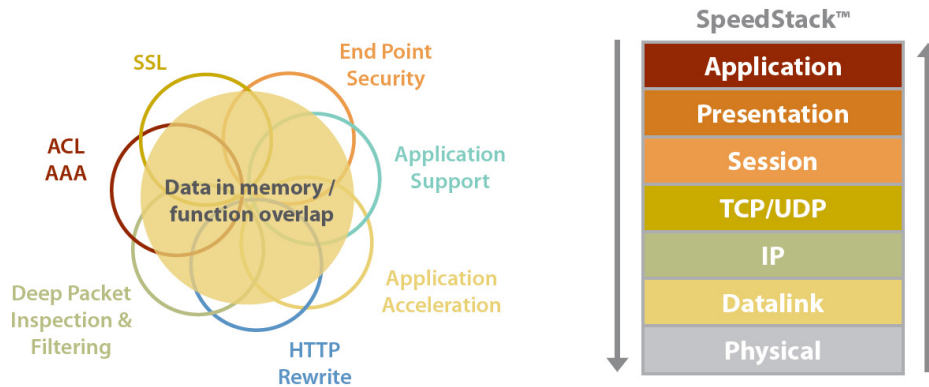 SSL
End Point
Security
ACL
AAA
Application
Support
Data in memory /
function overlap
Deep Packet
Inspection &
Filtering
Application
Acceleration
HTTP
Rewrite
SpeedStack™
Application
Presentation
Session
TCP/UDP
IP
Datalink
Physical